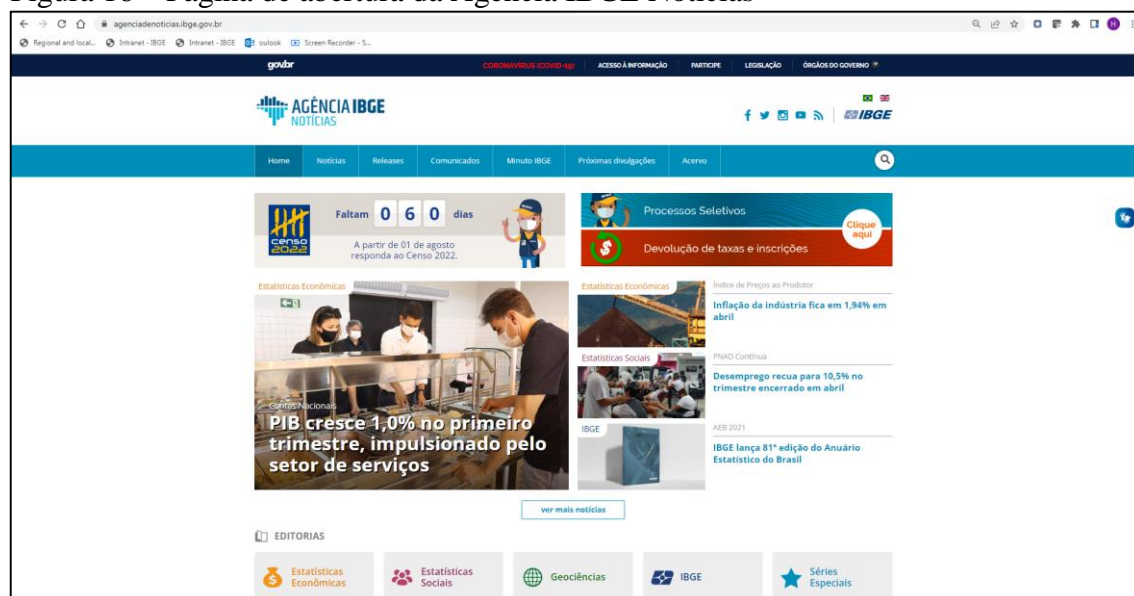 Figura 16 – Página de abertura da Agência IBGE Notícias
agenciadenoticias.ibge.gov.br
Regional and local...
Intranet - IBGE
Intranet - IBGE
oulook
Screen Recorder - S...
govbr
CORONAVÍRUS (COVID-19)
ACESSO À INFORMAÇÃO
PARTICIPE
LEGISLAÇÃO
ÓRGÃOS DO GOVERNO
AGÊNCIA IBGE
NOTÍCIAS
IBGE
Home
Notícias
Releases
Comunicados
Minuto IBGE
Próximas divulgações
Acervo
censo
2022
Faltam 0 6 0 dias
A partir de 01 de agosto
responda ao Censo 2022.
Processos Seletivos
Devolução de taxas e inscrições
Clique
aqui
Estatísticas Econômicas
Contas Nacionais
PIB cresce 1,0% no primeiro
trimestre, impulsionado pelo
setor de serviços
Estatísticas Econômicas
Índice de Preços ao Produtor
Inflação da indústria fica em 1,94% em
abril
Estatísticas Sociais
PNAD Contínua
Desemprego recua para 10,5% no
trimestre encerrado em abril
IBGE
AEB 2021
IBGE lança 81ª edição do Anuário
Estatístico do Brasil
ver mais notícias
EDITORIAS
Estatísticas
Econômicas
Estatísticas
Sociais
Geociências
IBGE
Séries
Especiais